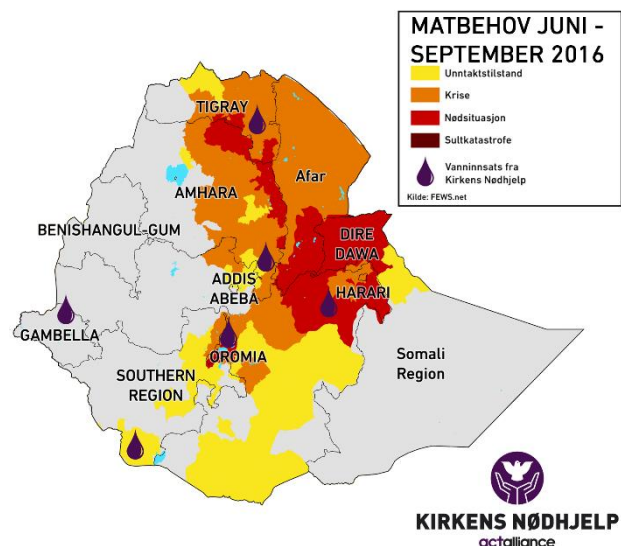 MATBEHOV JUNI -
SEPTEMBER 2016
Unntaktstilstand
Krise
Nødsituasjon
Sultkatastrofe
Vanninnsats fra
Kirkens Nødhjelp
Kilde: FEWS.net
TIGRAY
Afar
AMHARA
BENISHANGUL-GUM
DIRE
DAWA
ADDIS
ABEBA
HARARI
GAMBELLA
OROMIA
Somali
Region
SOUTHERN
REGION
KIRKENS NØDHJELP
actalliance